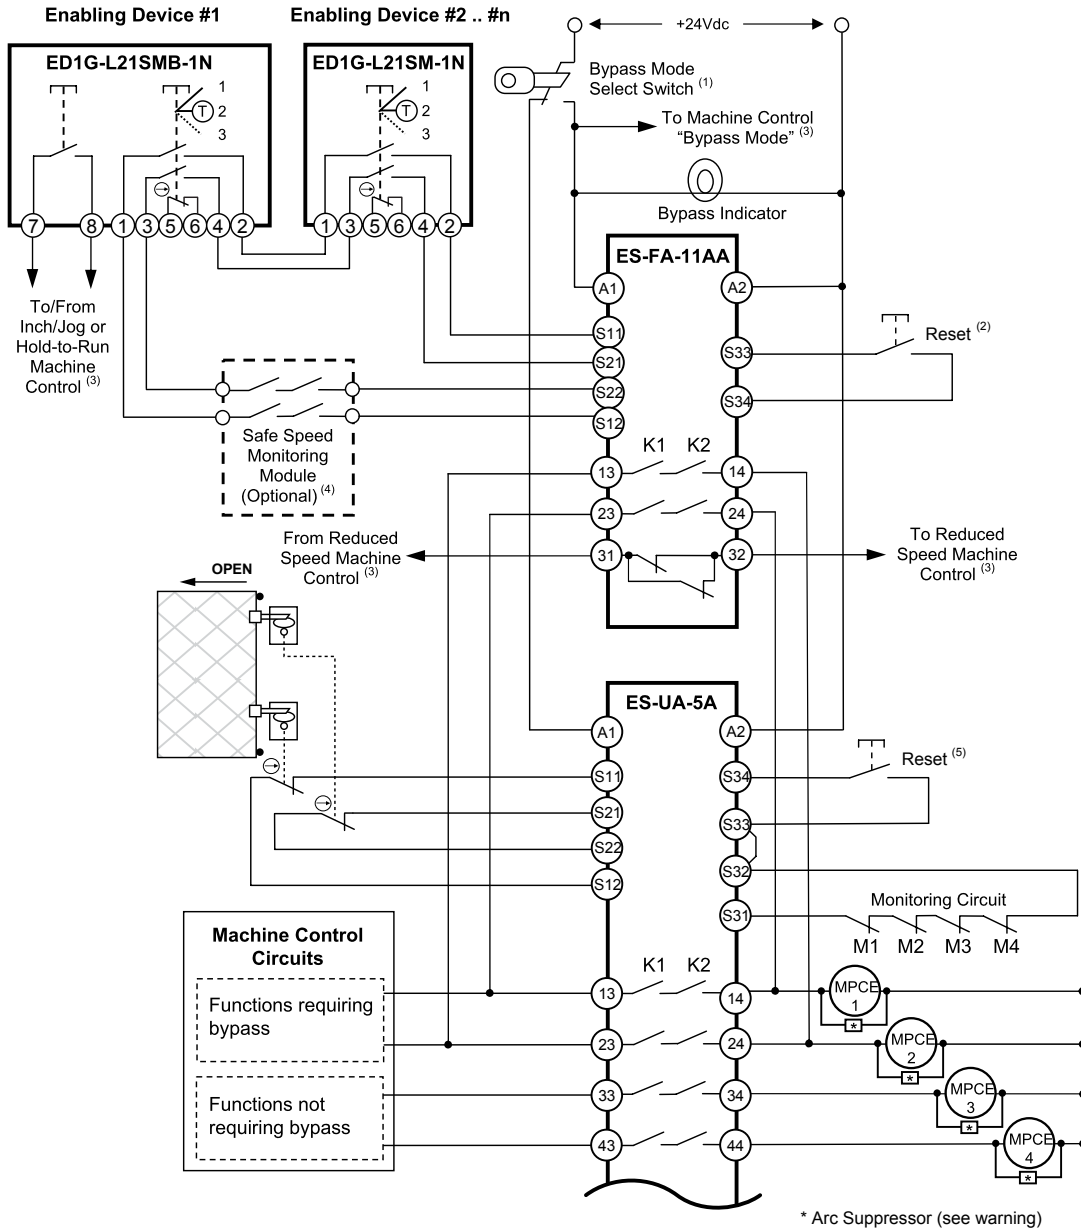 Enabling Device #1
Enabling Device #2 .. #n
+24Vdc
ED1G-L21SMB-1N
1
T 2
3
7 8 1 3 5 6 4 2
ED1G-L21SM-1N
1
T 2
3
1 3 5 6 4 2
Bypass Mode
Select Switch (1)
To Machine Control
“Bypass Mode” (3)
Bypass Indicator
To/From
Inch/Jog or
Hold-to-Run
Machine
Control (3)
Safe Speed
Monitoring
Module
(Optional) (4)
ES-FA-11AA
A1 A2
S11
S21
S22
S12
S33
S34
Reset (2)
K1 K2
13 14
23 24
31 32
From Reduced
Speed Machine
Control (3)
To Reduced
Speed Machine
Control (3)
OPEN
ES-UA-5A
A1 A2
S11 S34
S21 S33
S22 S32
S12 S31
Reset (5)
Monitoring Circuit
M1 M2 M3 M4
Machine Control
Circuits
Functions requiring
bypass
Functions not
requiring bypass
K1 K2
13 14
23 24
33 34
43 44
MPCE
1
*
MPCE
2
*
MPCE
3
*
MPCE
4
*
* Arc Suppressor (see warning)